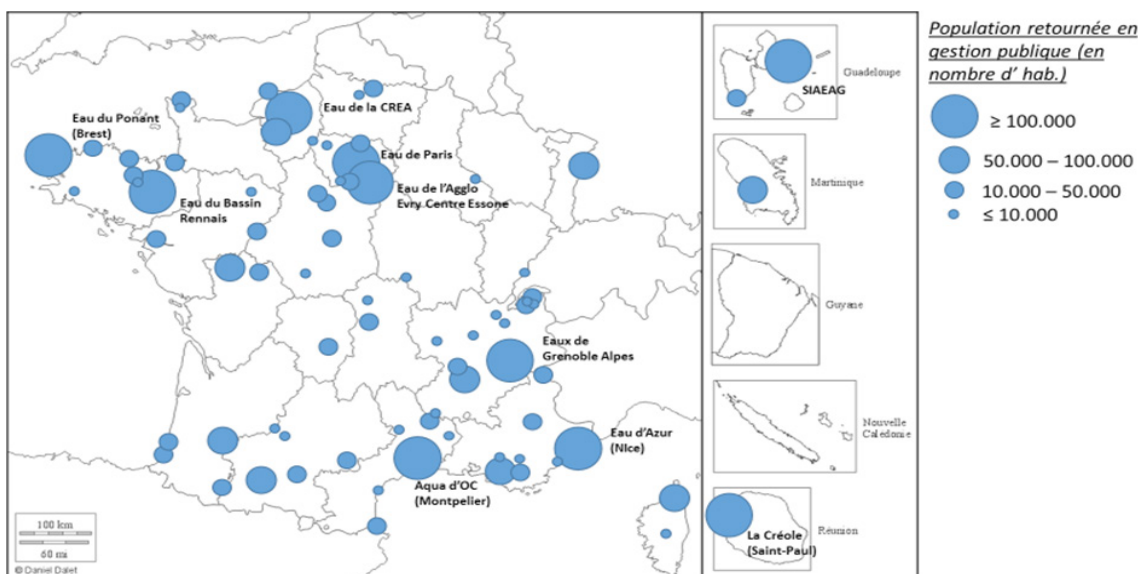 Population retournée en
gestion publique (en
nombre d' hab.)
≥ 100.000
50.000 – 100.000
10.000 – 50.000
≤ 10.000
Eau du Ponant
(Brest)
Eau de la CREA
Eau de Paris
Eau de l'Agglo
Evry Centre Essone
Eau du Bassin
Rennais
Eaux de
Grenoble Alpes
Eau d'Azur
(NIce)
Aqua d'OC
(Montpelier)
Guadeloupe
SIAEAG
Martinique
Guyane
Nouvelle
Calédonie
Réunion
La Créole
(Saint-Paul)
100 km
60 mi
© Daniel Dalet